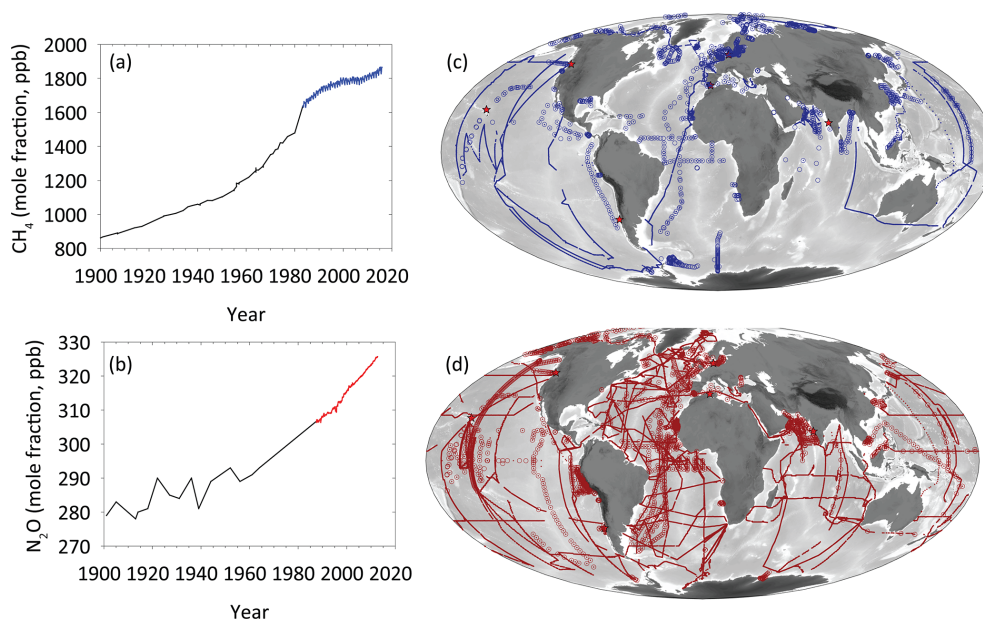 (a)
CH4 (mole fraction, ppb)
2000
1800
1600
1400
1200
1000
800
1900 1920 1940 1960 1980 2000 2020
Year
(b)
N2O (mole fraction, ppb)
330
320
310
300
290
280
270
1900 1920 1940 1960 1980 2000 2020
Year
(c)
(d)